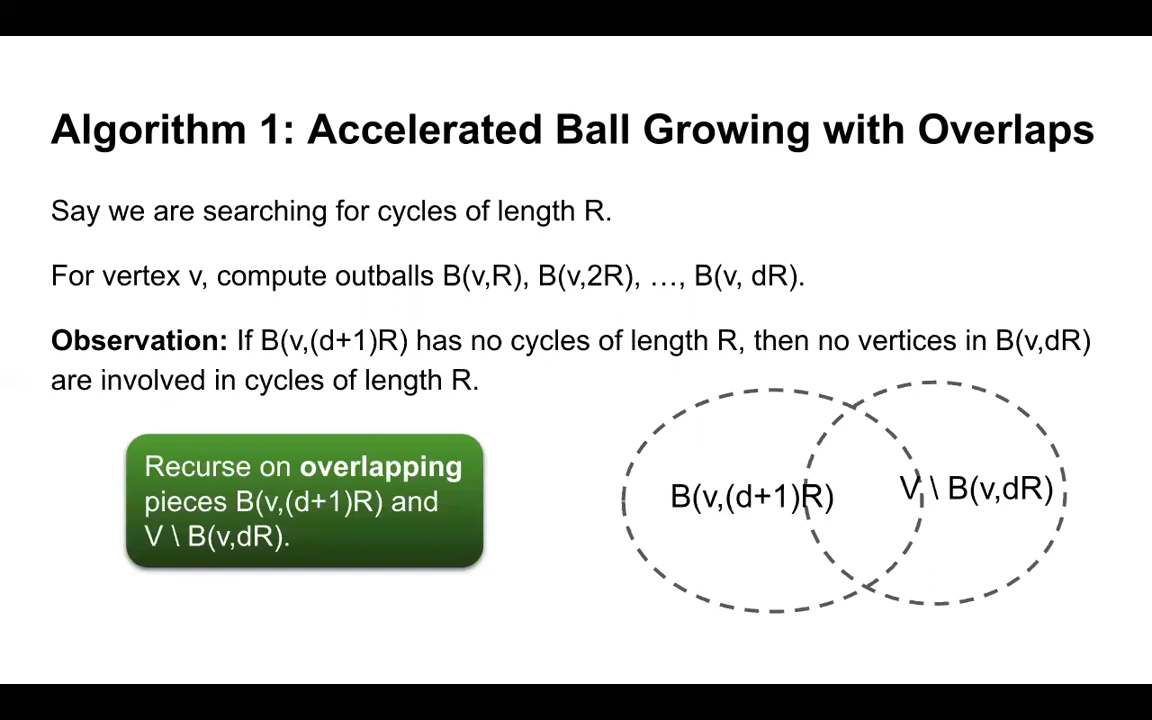 Algorithm 1: Accelerated Ball Growing with Overlaps
Say we are searching for cycles of length R.
For vertex v, compute outballs B(v,R), B(v,2R), …, B(v, dR).
Observation: If B(v,(d+1)R) has no cycles of length R, then no vertices in B(v,dR)
are involved in cycles of length R.
Recurse on overlapping
pieces B(v,(d+1)R) and
V \ B(v,dR).
B(v,(d+1)R)
V \ B(v,dR)